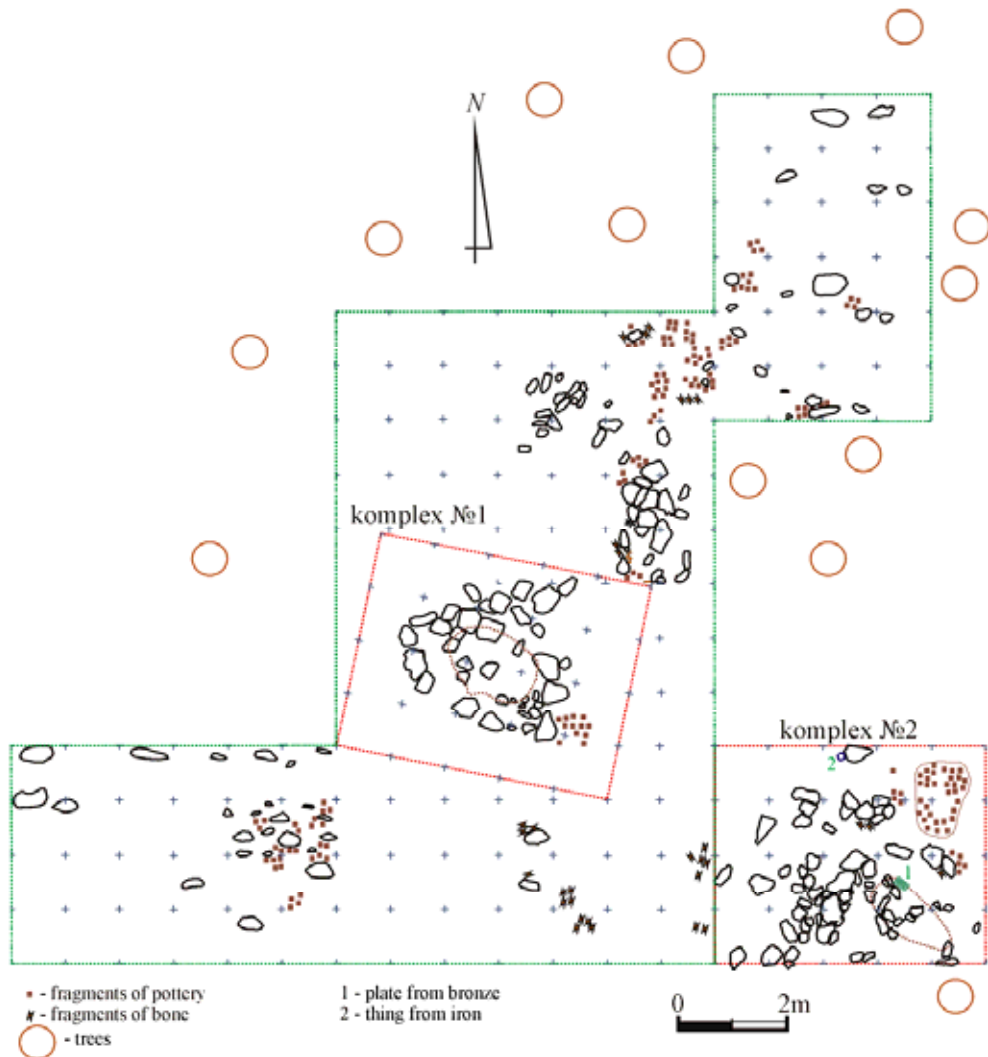 N
komplex №1
komplex №2
2
1
- fragments of pottery
- fragments of bone
- trees
1 - plate from bronze
2 - thing from iron
0 2m